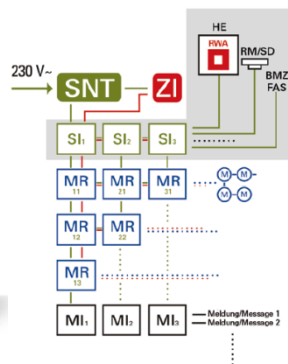 HE
RWA
RM/SD
BMZ
FAS
230 V~
SNT
ZI
SI1
SI2
SI3
MR
11
MR
21
MR
31
M
M
M
M
MR
12
MR
22
MR
13
MI1
MI2
MI3
Meldung/Message 1
Meldung/Message 2